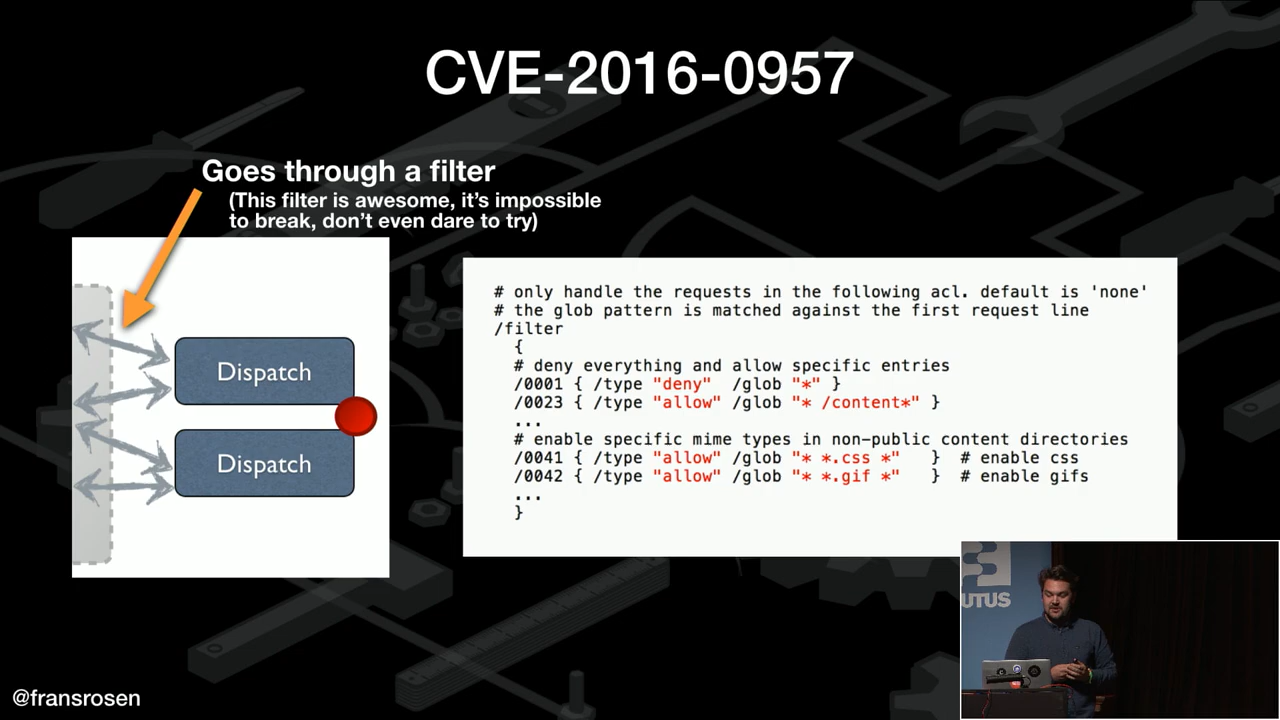 CVE-2016-0957
Goes through a filter
(This filter is awesome, it's impossible
to break, don't even dare to try)
Dispatch
Dispatch
# only handle the requests in the following acl. default is 'none'
# the glob pattern is matched against the first request line
/filter
{
# deny everything and allow specific entries
/0001 { /type "deny"  /glob "*" }
/0023 { /type "allow" /glob "* /content*" }
...
# enable specific mime types in non-public content directories
/0041 { /type "allow" /glob "* *.css *"   }  # enable css
/0042 { /type "allow" /glob "* *.gif *"   }  # enable gifs
...
}
UTUS
@fransrosen